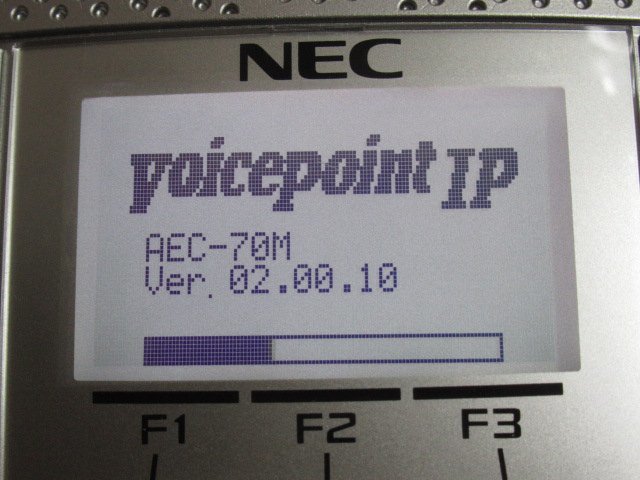 NEC
voicepoint IP
AEC-70M
Ver. 02.00.10
F1 F2 F3